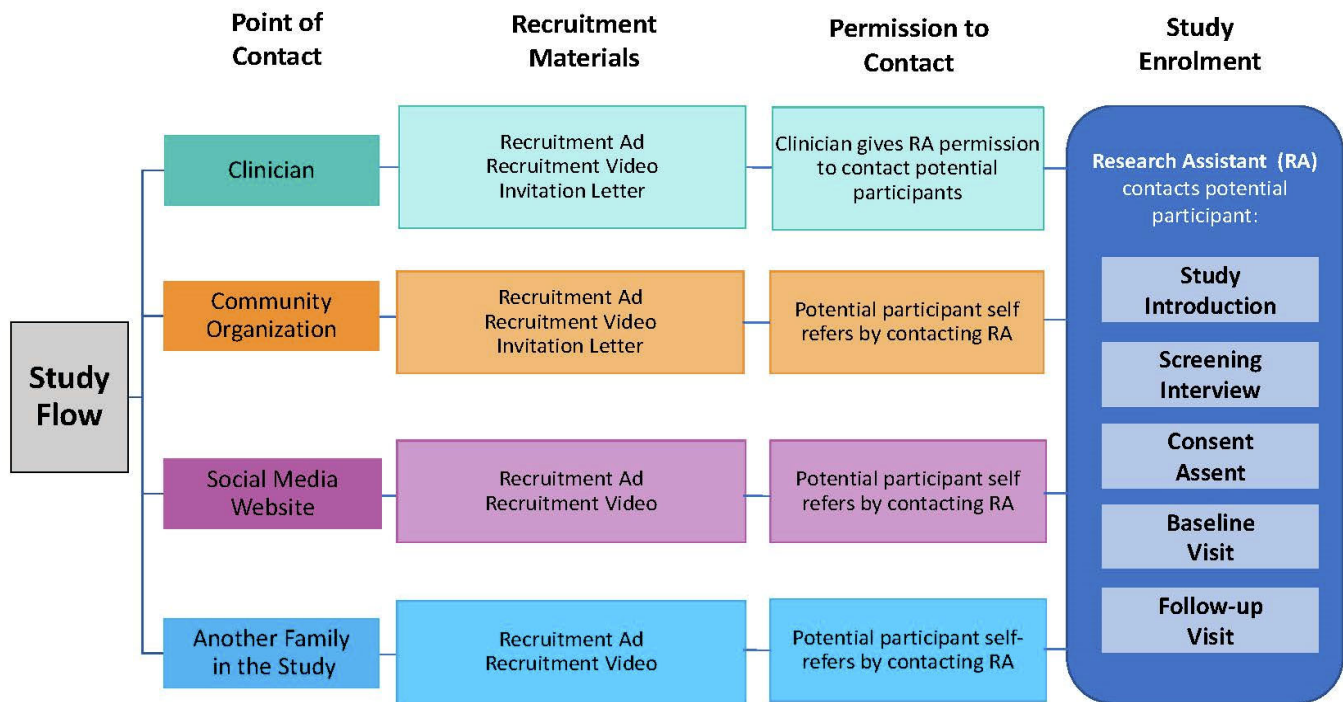 Point of
Contact
Recruitment
Materials
Permission to
Contact
Study
Enrolment
Study
Flow
Clinician
Recruitment Ad
Recruitment Video
Invitation Letter
Clinician gives RA permission
to contact potential
participants
Community
Organization
Recruitment Ad
Recruitment Video
Invitation Letter
Potential participant self
refers by contacting RA
Social Media
Website
Recruitment Ad
Recruitment Video
Potential participant self
refers by contacting RA
Another Family
in the Study
Recruitment Ad
Recruitment Video
Potential participant self-
refers by contacting RA
Research Assistant (RA)
contacts potential
participant:
Study
Introduction
Screening
Interview
Consent
Assent
Baseline
Visit
Follow-up
Visit